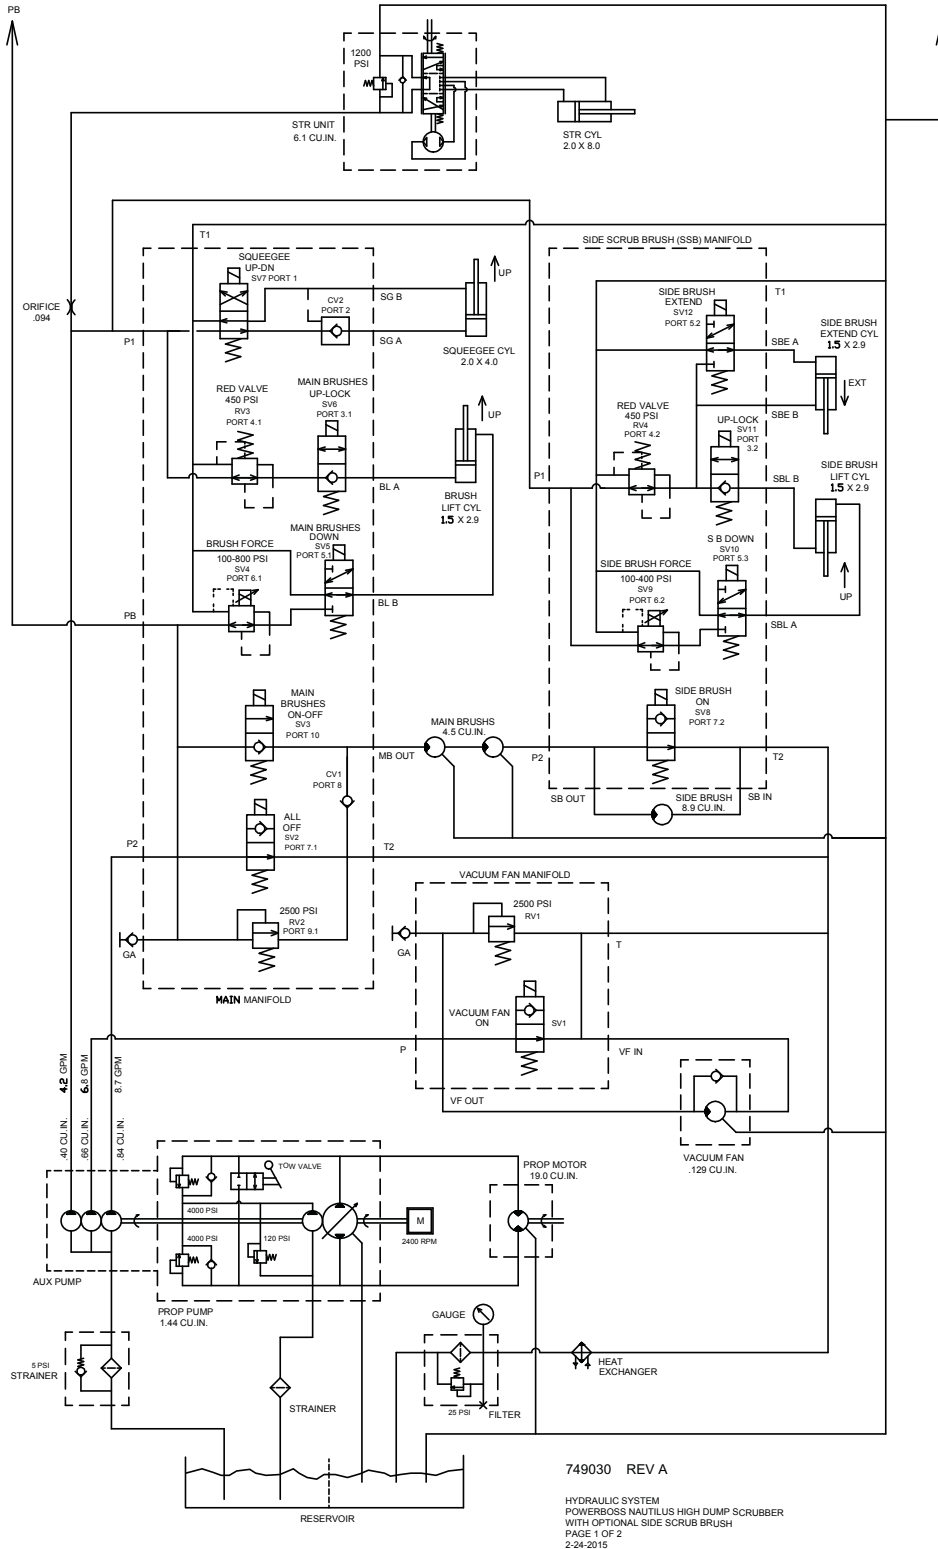 PB
1200
PSI
STR UNIT
6.1 CU.IN.
STR CYL
2.0 X 8.0
T1
SQUEEGEE
UP-DN
SV7 PORT 1
CV2
PORT 2
SG B
SG A
UP
SQUEEGEE CYL
2.0 X 4.0
ORIFICE
.094
P1
RED VALVE
450 PSI
RV3
PORT 4.1
MAIN BRUSHES
UP-LOCK
SV6
PORT 3.1
UP
BL A
BRUSH
LIFT CYL
1.5 X 2.9
MAIN BRUSHES
DOWN
SV5
PORT 5.1
BRUSH FORCE
100-800 PSI
SV4
PORT 6.1
BL B
PB
SIDE SCRUB BRUSH (SSB) MANIFOLD
T1
SIDE BRUSH
EXTEND
SV12
PORT 5.2
SBE A
SIDE BRUSH
EXTEND CYL
1.5 X 2.9
EXT
SBE B
RED VALVE
450 PSI
RV4
PORT 4.2
UP-LOCK
SV11
PORT
3.2
P1
SBL B
SIDE BRUSH
LIFT CYL
1.5 X 2.9
S B DOWN
SV10
PORT 5.3
SIDE BRUSH FORCE
100-400 PSI
SV9
PORT 6.2
UP
SBL A
MAIN
BRUSHES
ON-OFF
SV3
PORT 10
MAIN BRUSHS
4.5 CU.IN.
MB OUT
SIDE BRUSH
ON
SV8
PORT 7.2
P2
T2
CV1
PORT 8
SB OUT
SIDE BRUSH
8.9 CU.IN.
SB IN
ALL
OFF
SV2
PORT 7.1
P2
T2
2500 PSI
RV2
PORT 9.1
GA
MAIN MANIFOLD
VACUUM FAN MANIFOLD
2500 PSI
RV1
GA
T
VACUUM FAN
ON
SV1
P
VF IN
VF OUT
VACUUM FAN
.129 CU.IN.
.40 CU.IN. 4.2 GPM
.66 CU.IN. 6.8 GPM
.84 CU.IN. 8.7 GPM
TOW VALVE
4000 PSI
4000 PSI
120 PSI
M
2400 RPM
PROP MOTOR
19.0 CU.IN.
AUX PUMP
PROP PUMP
1.44 CU.IN.
GAUGE
5 PSI
STRAINER
STRAINER
25 PSI
FILTER
HEAT
EXCHANGER
RESERVOIR
749030 REV A
HYDRAULIC SYSTEM
POWERBOSS NAUTILUS HIGH DUMP SCRUBBER
WITH OPTIONAL SIDE SCRUB BRUSH
PAGE 1 OF 2
2-24-2015